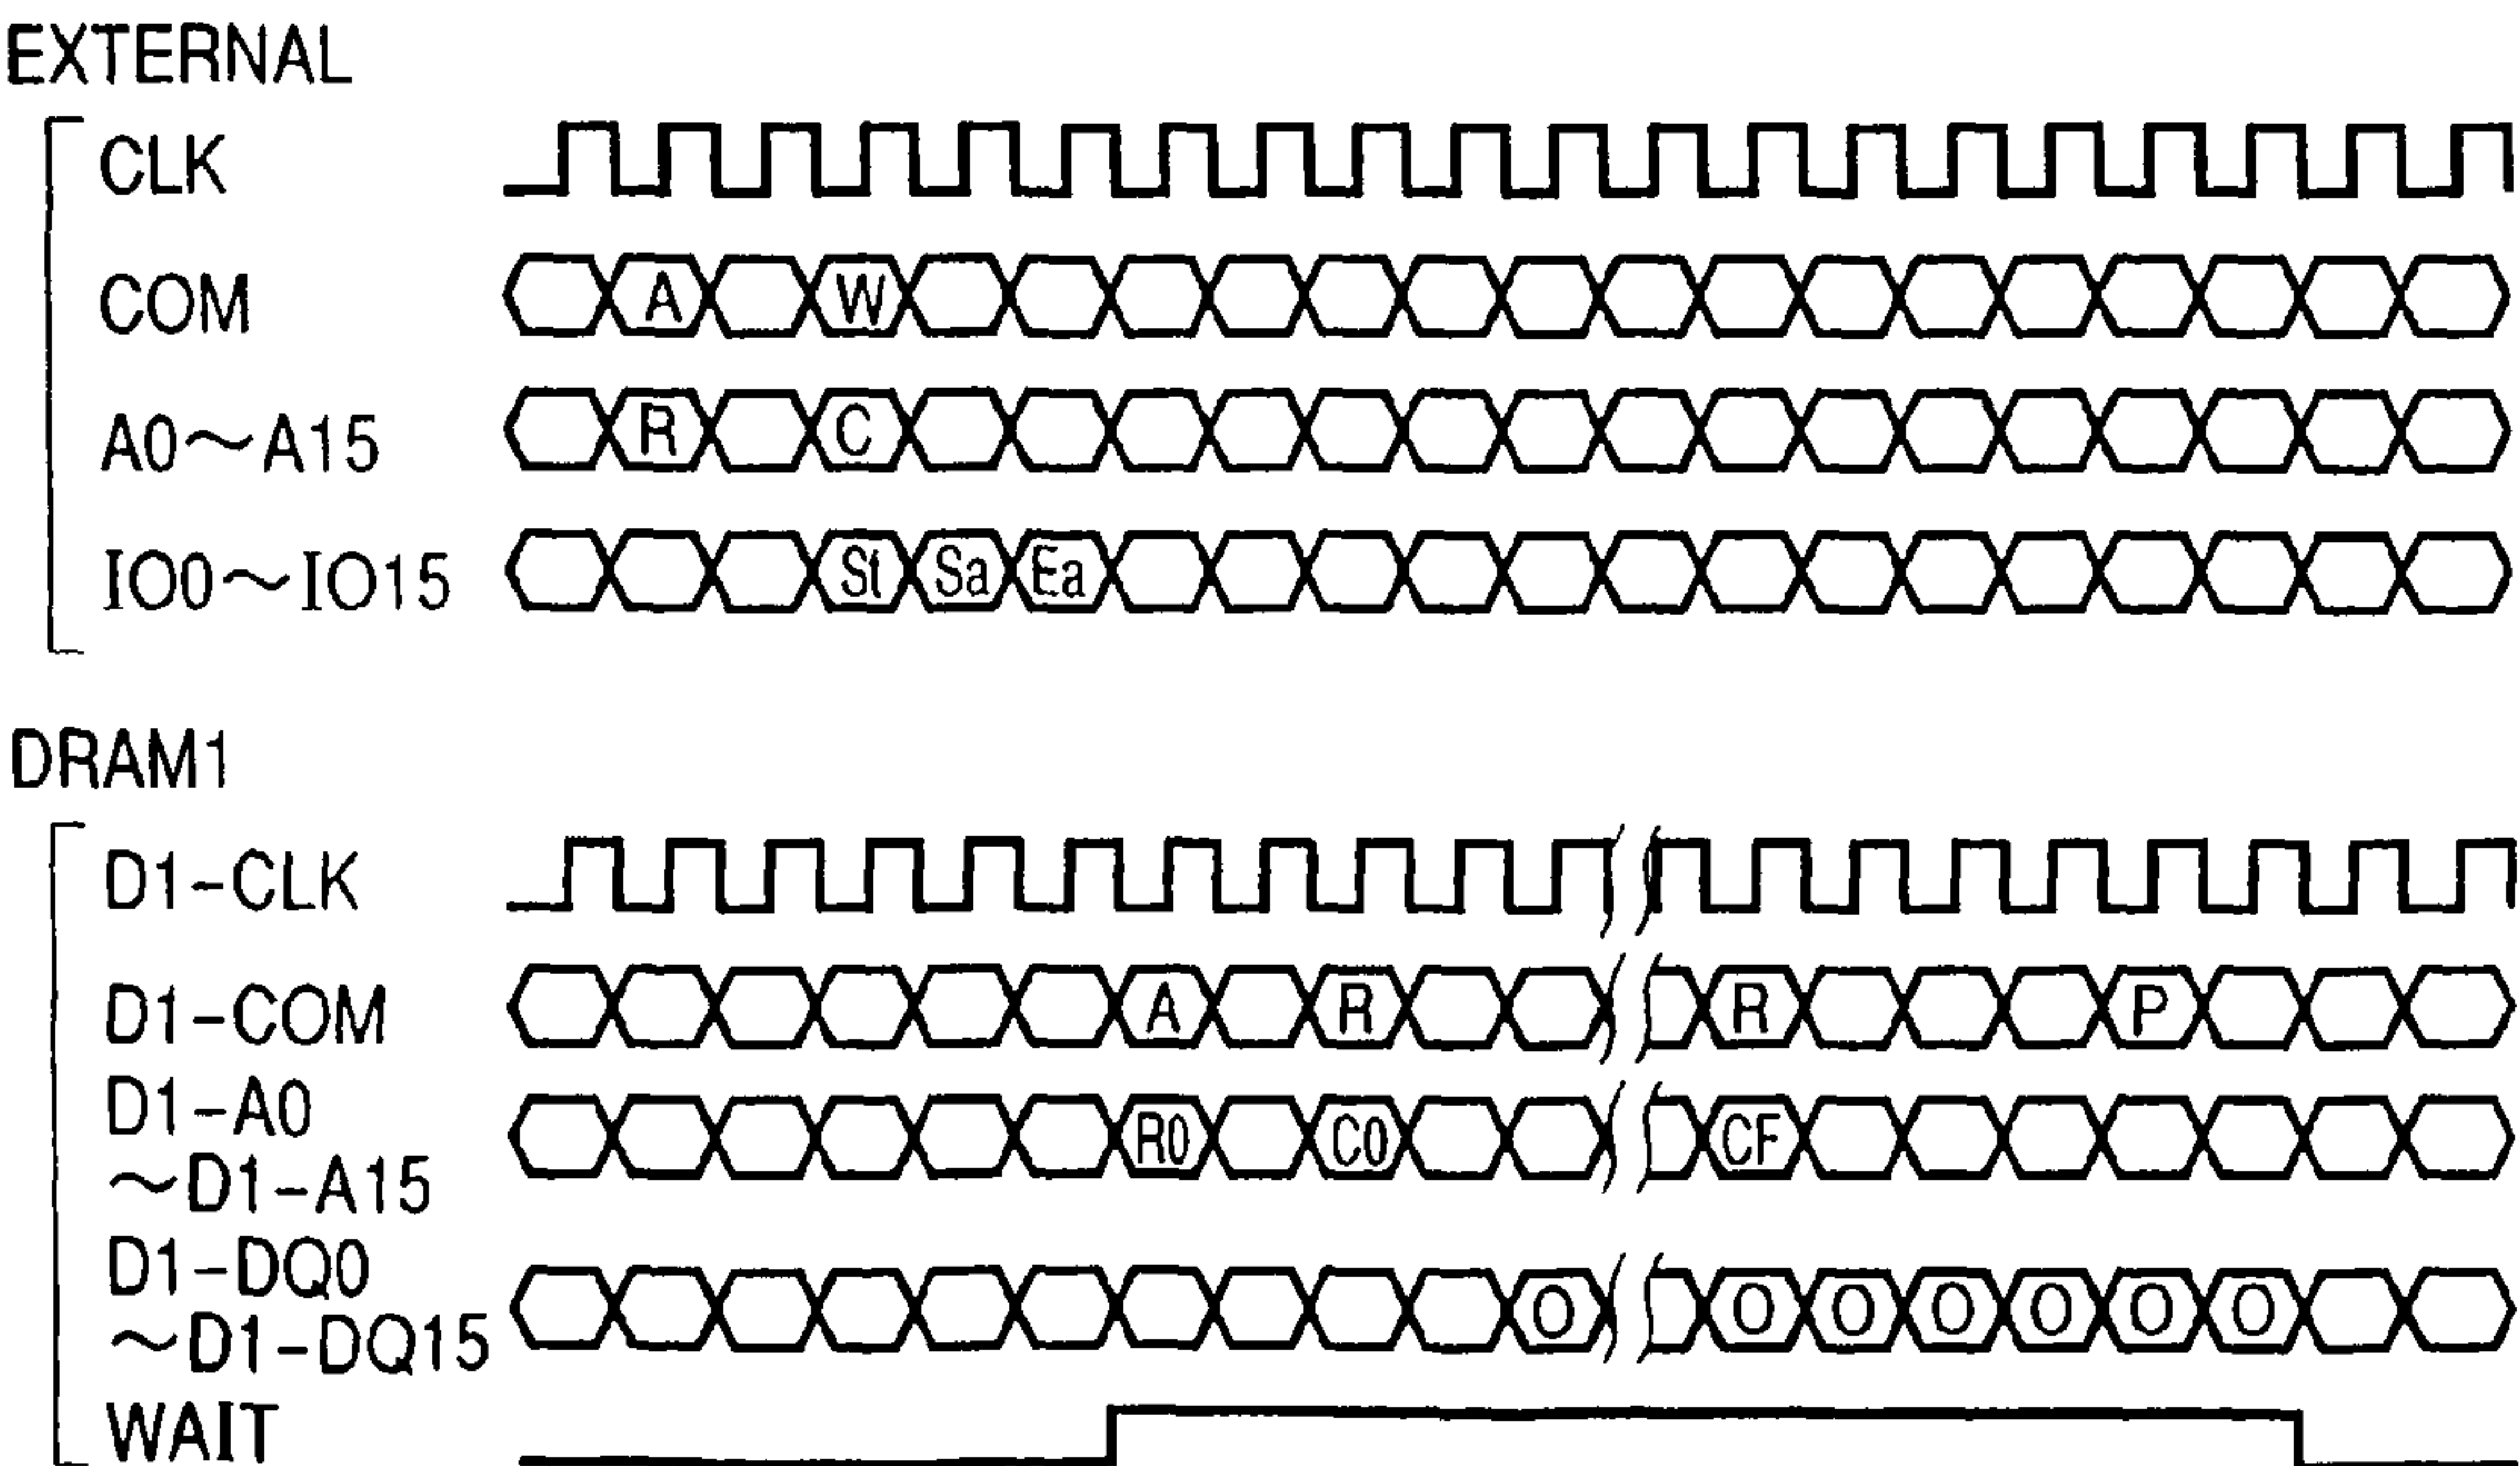 EXTERNAL
CLK
COM A W
A0～A15 R C
IO0～IO15 St Sa Ea
DRAM1
D1-CLK
D1-COM A R R P
D1-A0
～D1-A15 R0 C0 CF
D1-DQ0
～D1-DQ15 O O O O O O O
WAIT